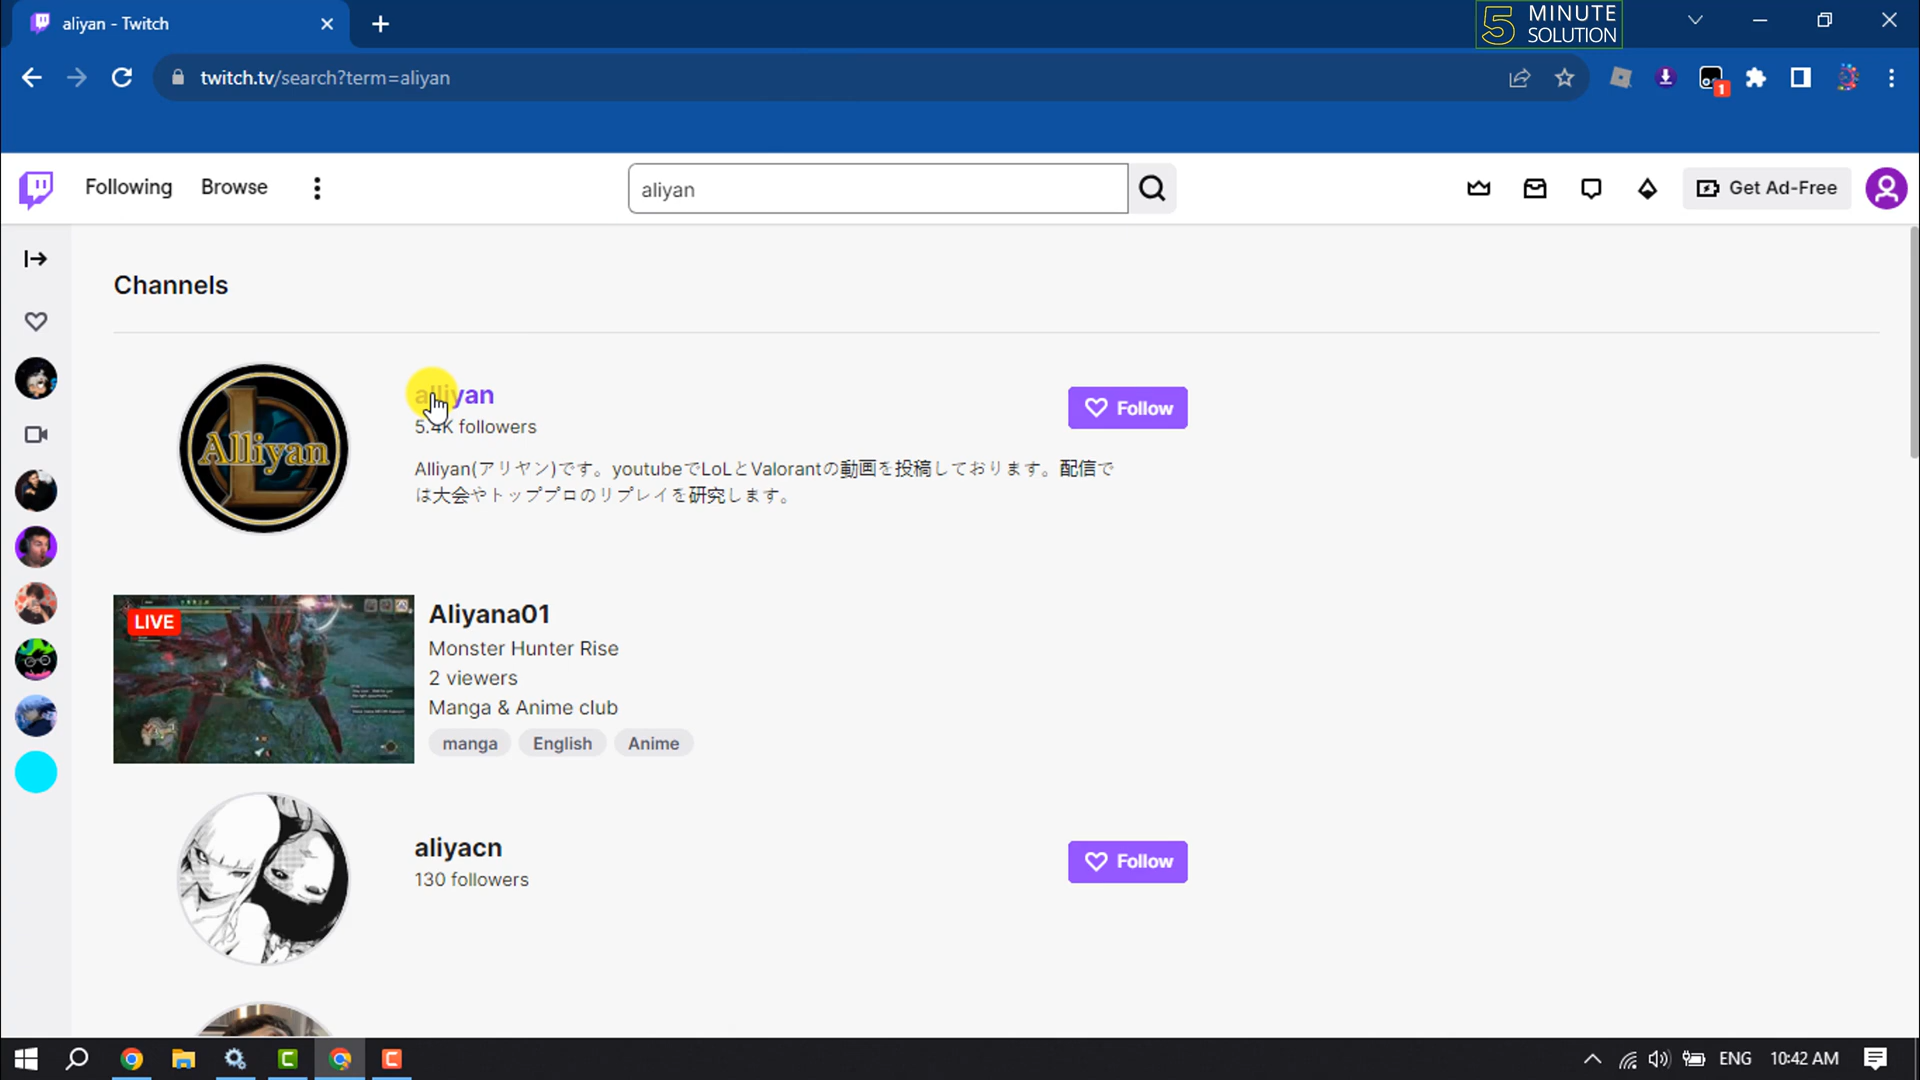 aliyan - Twitch
5 MINUTE
SOLUTION
twitch.tv/search?term=aliyan
1
Following Browse
aliyan
Get Ad-Free
Channels
alliyan
5.4K followers
Alliyan
Alliyan(アリヤン)です。youtubeでLoLとValorantの動画を投稿しております。配信で
は大会やトッププロのリプレイを研究します。
Follow
LIVE
Aliyana01
Monster Hunter Rise
2 viewers
Manga & Anime club
manga English Anime
aliyacn
130 followers
Follow
ENG 10:42 AM